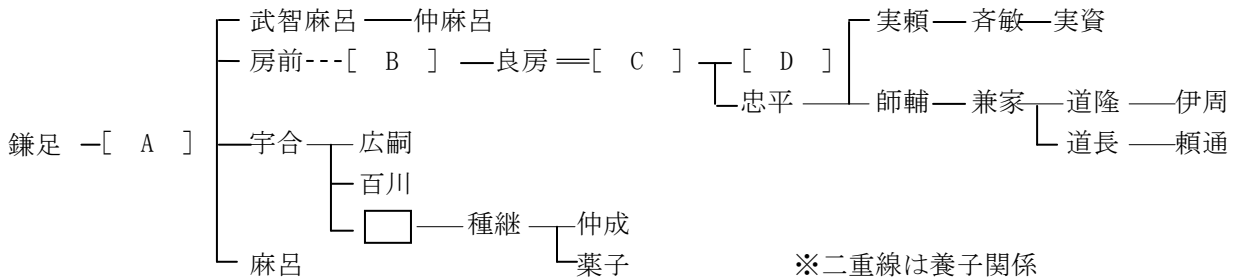 武智麻呂 仲麻呂 実頼 斉敏 実資
房前---[ B ] 良房 [ C ] [ D ]
忠平 師輔 兼家 道隆 伊周
鎌足 [ A ] 宇合 広嗣 道長 頼通
百川
種継 仲成
麻呂 薬子 ※二重線は養子関係